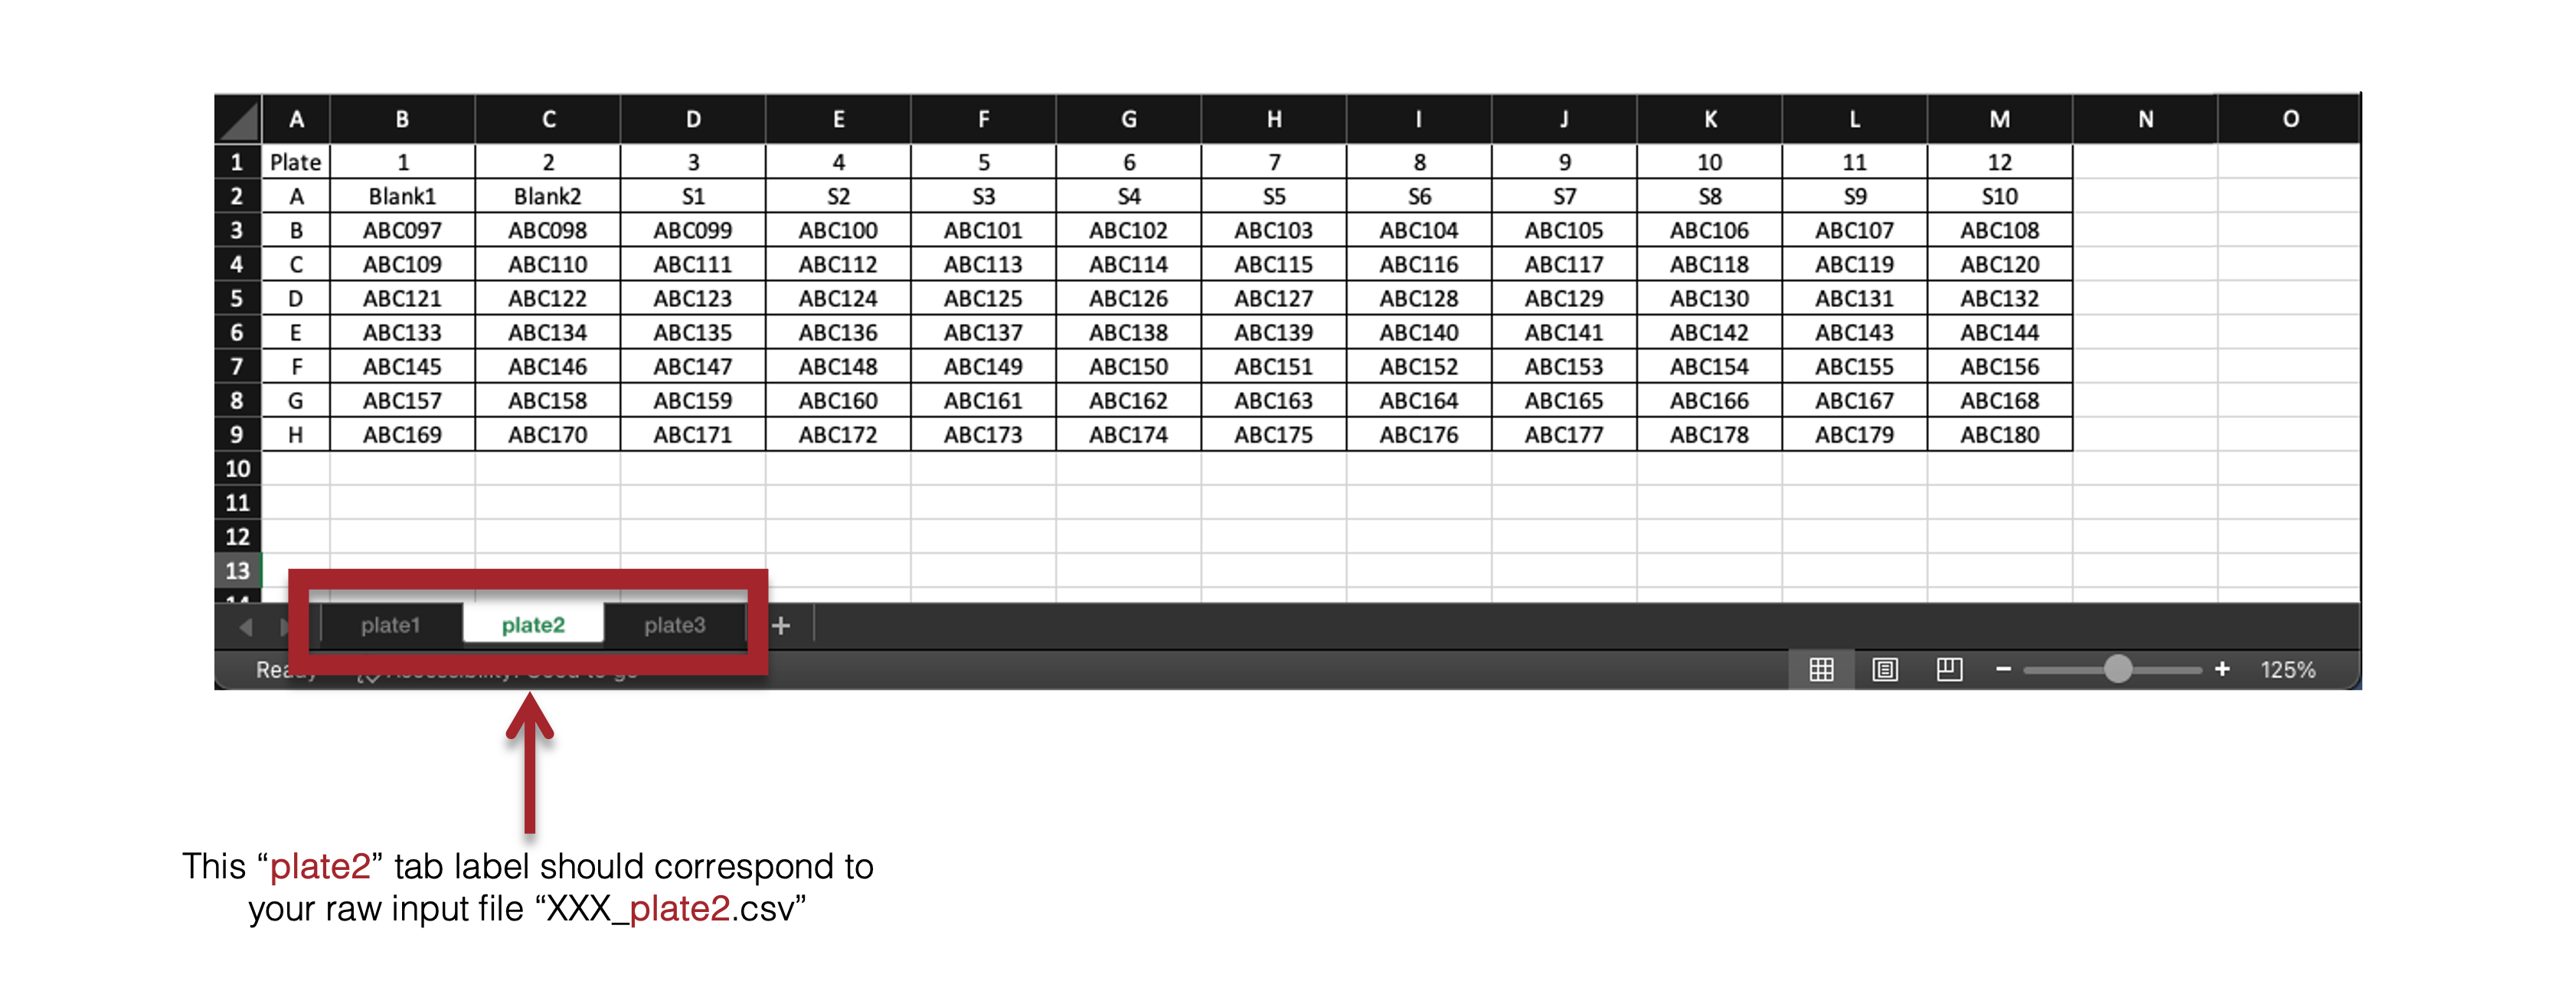 A B C D E F G H I J K L M N O
1 Plate 1 2 3 4 5 6 7 8 9 10 11 12
2 A Blank1 Blank2 S1 S2 S3 S4 S5 S6 S7 S8 S9 S10
3 B ABC097 ABC098 ABC099 ABC100 ABC101 ABC102 ABC103 ABC104 ABC105 ABC106 ABC107 ABC108
4 C ABC109 ABC110 ABC111 ABC112 ABC113 ABC114 ABC115 ABC116 ABC117 ABC118 ABC119 ABC120
5 D ABC121 ABC122 ABC123 ABC124 ABC125 ABC126 ABC127 ABC128 ABC129 ABC130 ABC131 ABC132
6 E ABC133 ABC134 ABC135 ABC136 ABC137 ABC138 ABC139 ABC140 ABC141 ABC142 ABC143 ABC144
7 F ABC145 ABC146 ABC147 ABC148 ABC149 ABC150 ABC151 ABC152 ABC153 ABC154 ABC155 ABC156
8 G ABC157 ABC158 ABC159 ABC160 ABC161 ABC162 ABC163 ABC164 ABC165 ABC166 ABC167 ABC168
9 H ABC169 ABC170 ABC171 ABC172 ABC173 ABC174 ABC175 ABC176 ABC177 ABC178 ABC179 ABC180
10
11
12
13
14
plate1 plate2 plate3 +
Ready 125%
This “plate2” tab label should correspond to
your raw input file “XXX_plate2.csv”